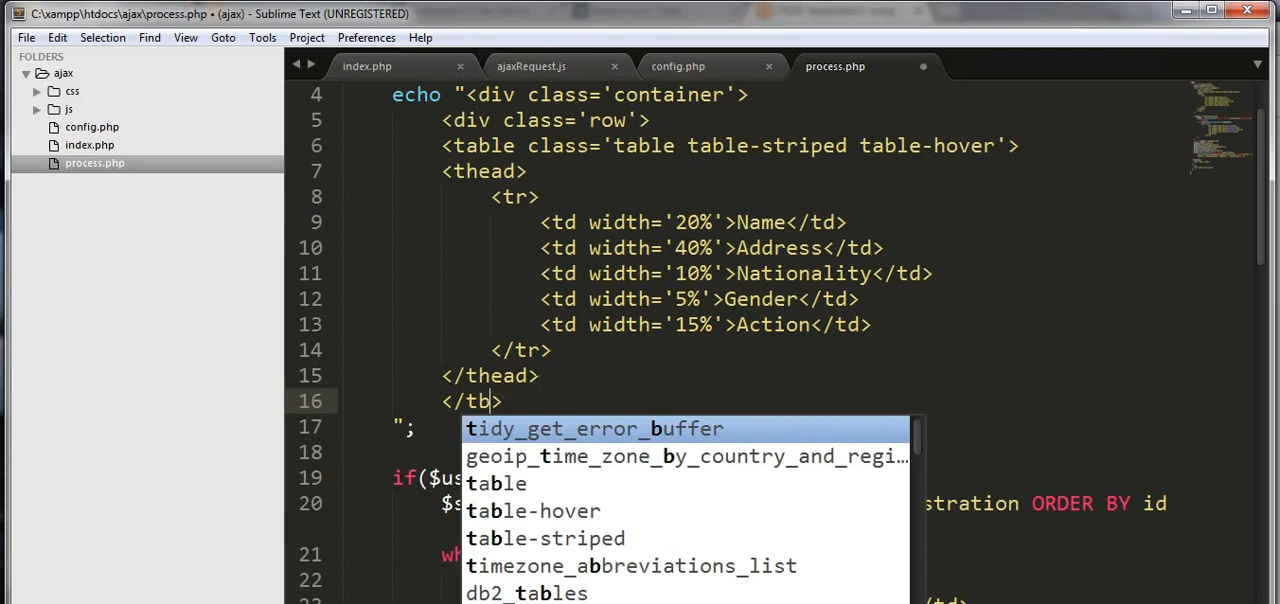 C:\xampp\htdocs\ajax\process.php • (ajax) - Sublime Text (UNREGISTERED)
File Edit Selection Find View Goto Tools Project Preferences Help
FOLDERS
ajax
css
js
config.php
index.php
process.php
index.php ajaxRequest.js config.php process.php
4 echo "<div class='container'>
5 <div class='row'>
6 <table class='table table-striped table-hover'>
7 <thead>
8 <tr>
9 <td width='20%'>Name</td>
10 <td width='40%'>Address</td>
11 <td width='10%'>Nationality</td>
12 <td width='5%'>Gender</td>
13 <td width='15%'>Action</td>
14 </tr>
15 </thead>
16 </tb>
17 ";
tidy_get_error_buffer
18 geoip_time_zone_by_country_and_regi…
19 if($us
table
20 $s stration ORDER BY id
table-hover
table-striped
21 wh
timezone_abbreviations_list
22
db2_tables
</td>